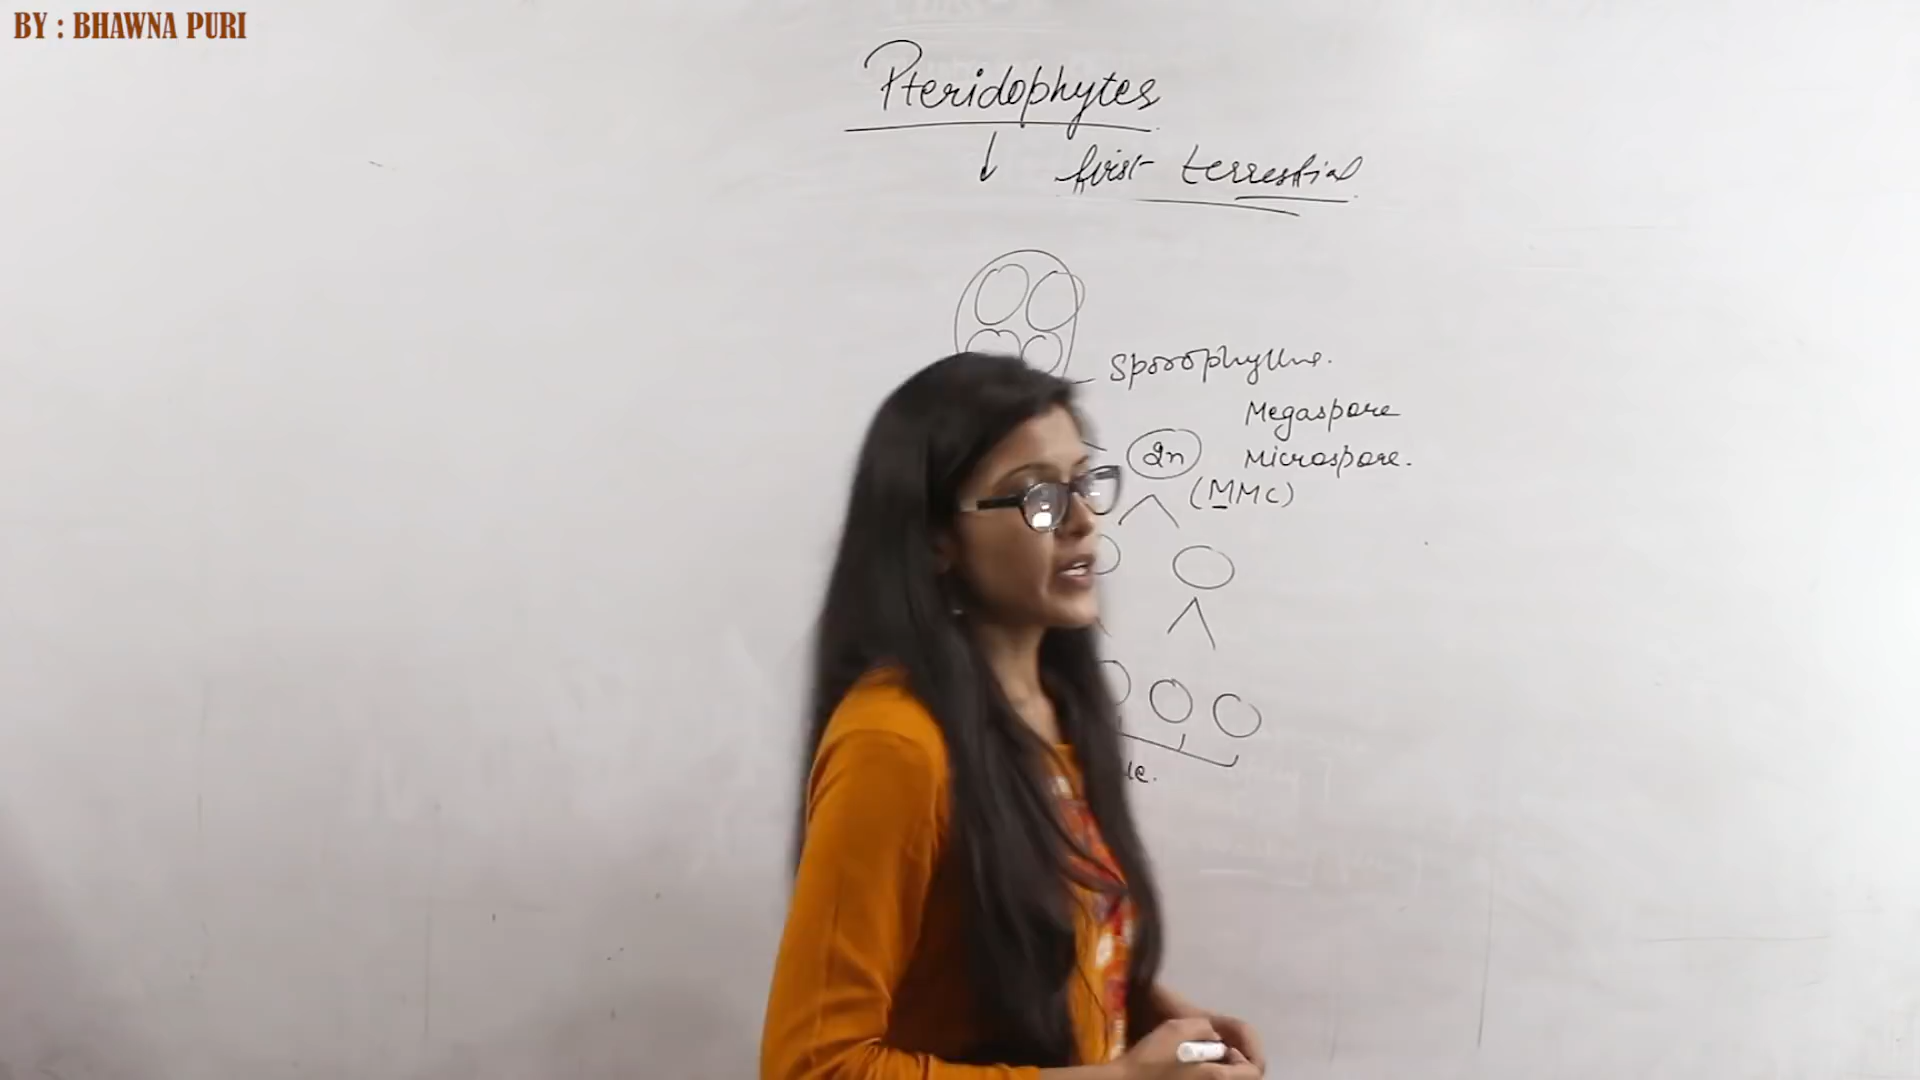 BY : BHAWNA PURI
Pteridophytes
first terrestial
Sporophylls.
Megaspore
2n
Microspore.
(MMC)